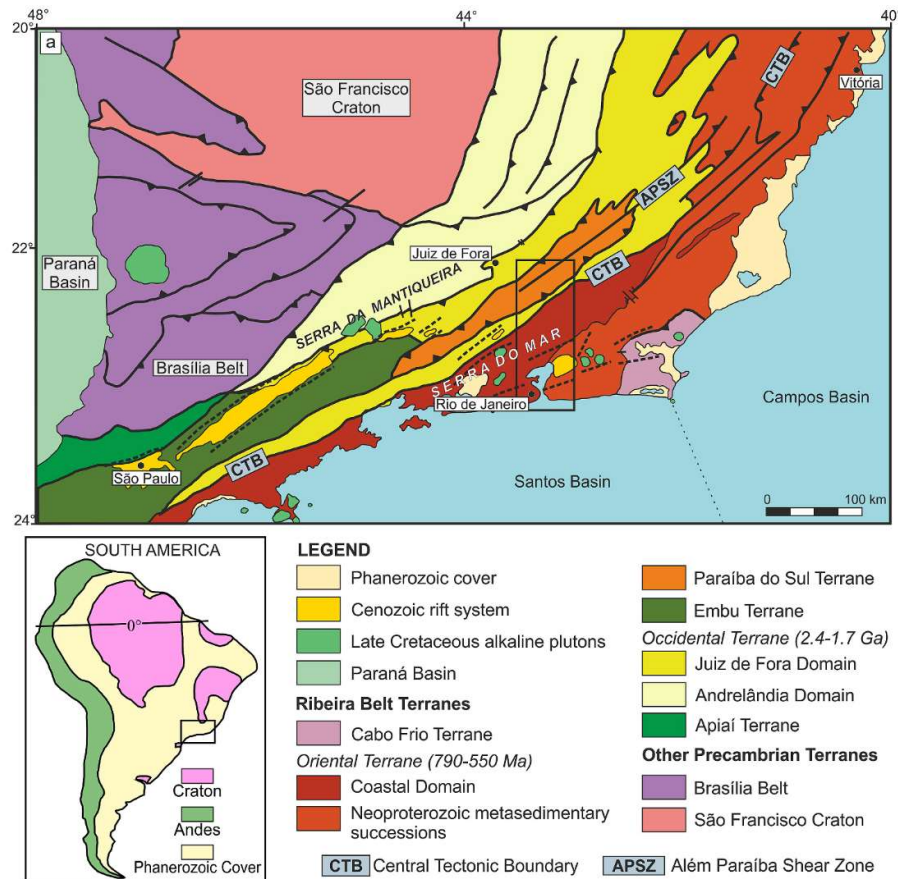 48°
44°
40°
20°
a
São Francisco
Craton
CTB
Vitória
APSZ
22°
Juiz de Fora
Paraná
Basin
CTB
SERRA DA MANTIQUEIRA
SERRA DO MAR
Brasília Belt
Rio de Janeiro
Campos Basin
CTB
São Paulo
Santos Basin
0 100 km
24°
SOUTH AMERICA
0°
Craton
Andes
Phanerozoic Cover
LEGEND
Phanerozoic cover
Cenozoic rift system
Late Cretaceous alkaline plutons
Paraná Basin
Ribeira Belt Terranes
Cabo Frio Terrane
Oriental Terrane (790-550 Ma)
Coastal Domain
Neoproterozoic metasedimentary
successions
Paraíba do Sul Terrane
Embu Terrane
Occidental Terrane (2.4-1.7 Ga)
Juiz de Fora Domain
Andrelândia Domain
Apiaí Terrane
Other Precambrian Terranes
Brasília Belt
São Francisco Craton
CTB Central Tectonic Boundary
APSZ Além Paraíba Shear Zone